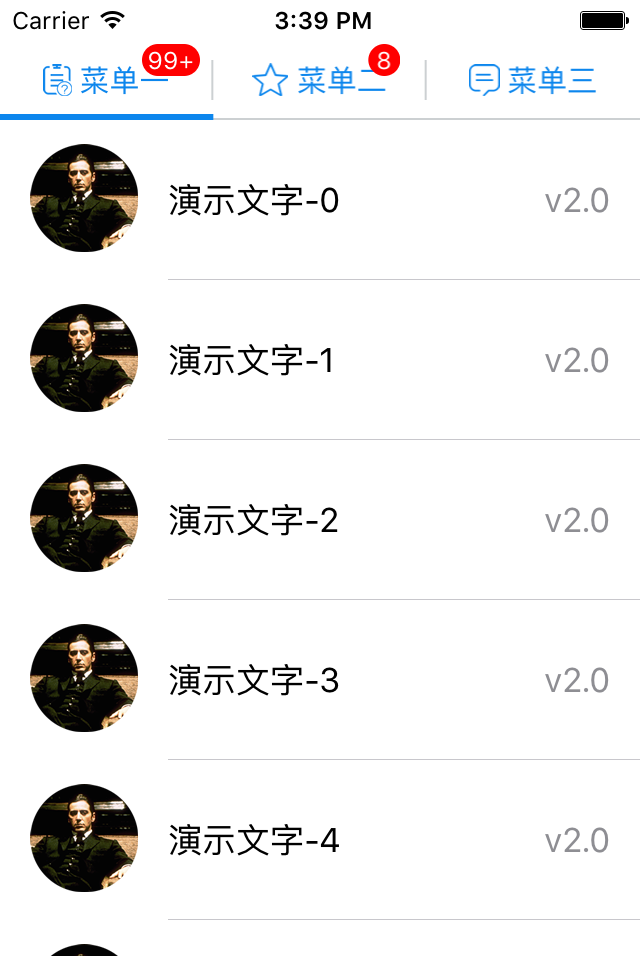 Carrier 3:39 PM
菜单一 99+ 菜单二 8 菜单三
演示文字-0 v2.0
演示文字-1 v2.0
演示文字-2 v2.0
演示文字-3 v2.0
演示文字-4 v2.0